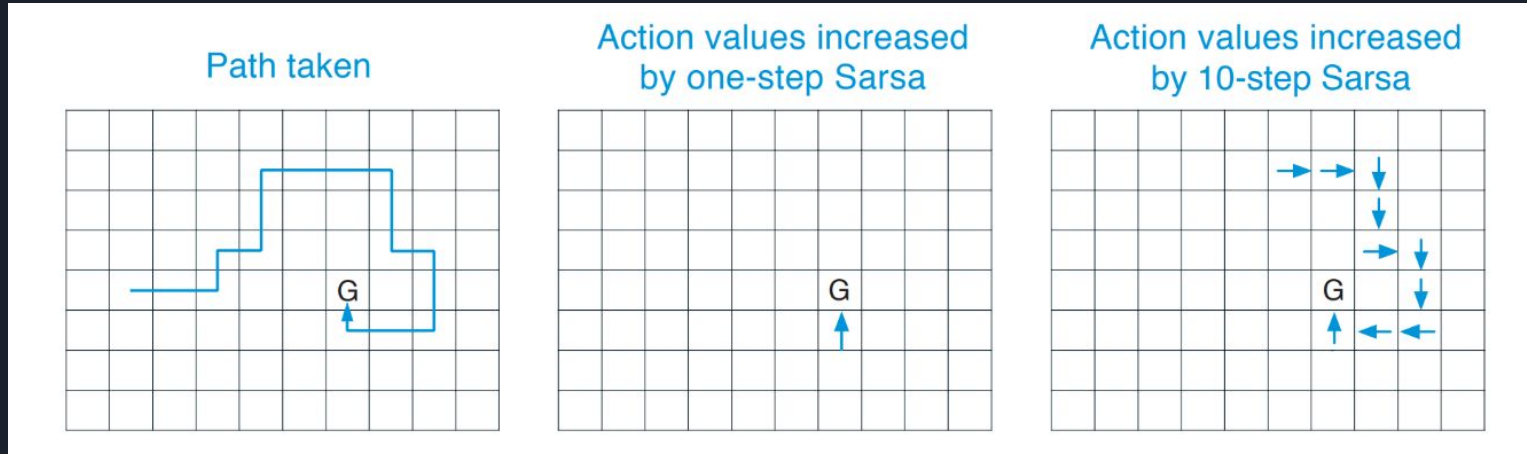 Path taken
Action values increased
by one-step Sarsa
Action values increased
by 10-step Sarsa
G
G
G